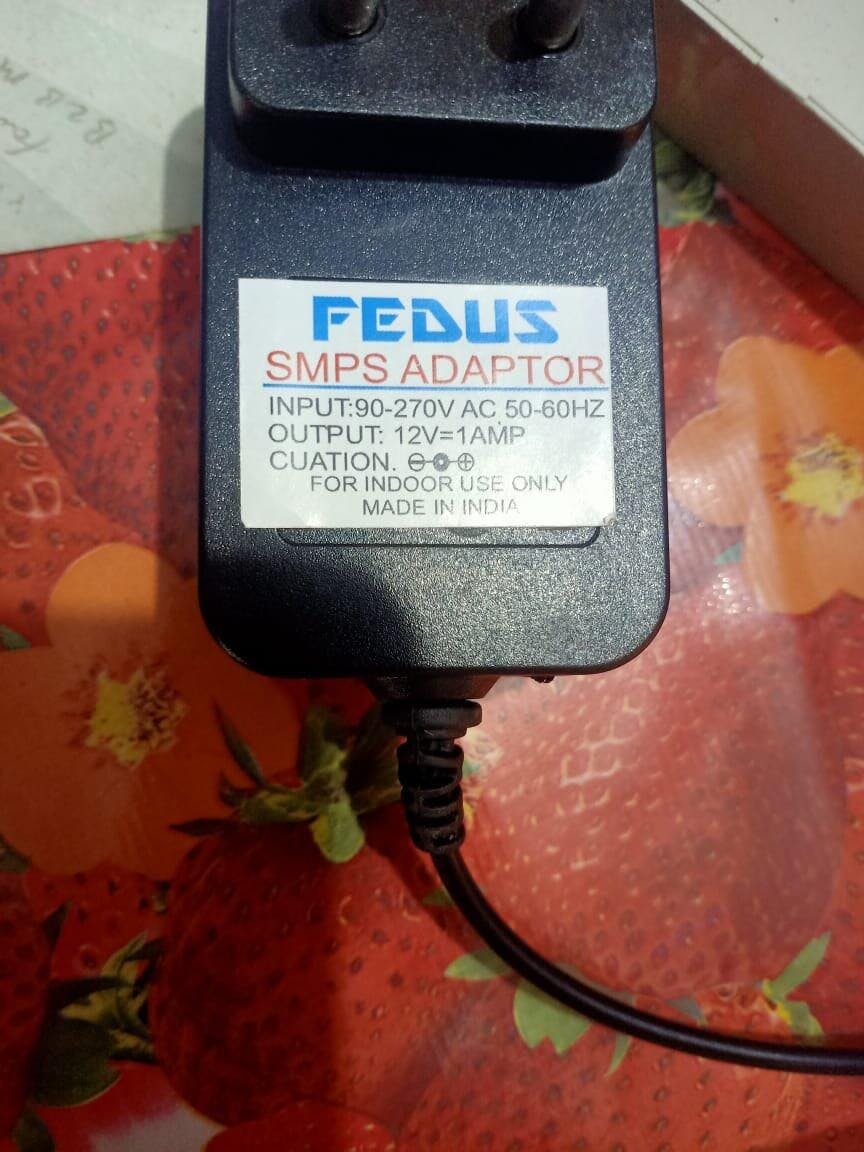 FEDUS
SMPS ADAPTOR
INPUT:90-270V AC 50-60HZ
OUTPUT: 12V=1AMP
CUATION.
FOR INDOOR USE ONLY
MADE IN INDIA
B2B